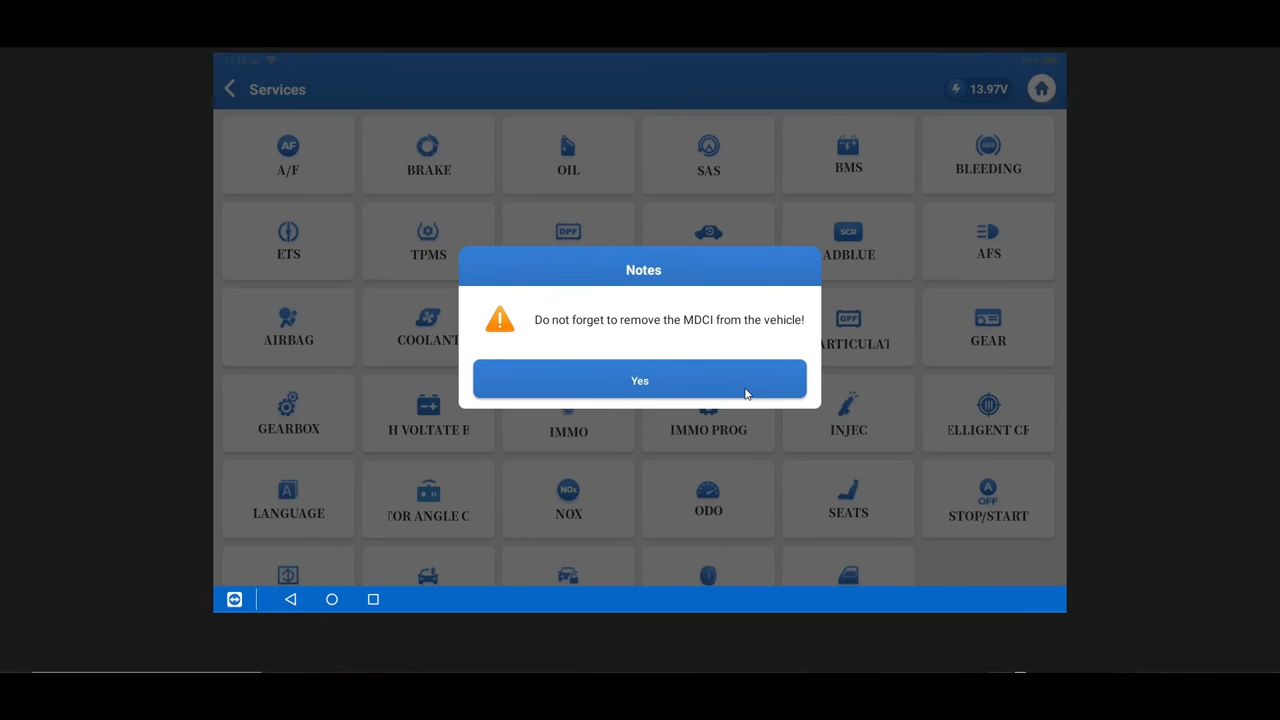 Services
13.97V
A/F
BRAKE
OIL
SAS
BMS
BLEEDING
ABS
ETS
TPMS
DPF
SCR
ADBLUE
AFS
Notes
Do not forget to remove the MDCI from the vehicle!
Yes
AIRBAG
COOLANT
GPF
ARTICULAT
GEAR
GEARBOX
H VOLTATE E
IMMO
IMMO PROG
INJEC
ELLIGENT CR
LANGUAGE
TOR ANGLE C
NOx
NOX
ODO
SEATS
A
OFF
STOP/START